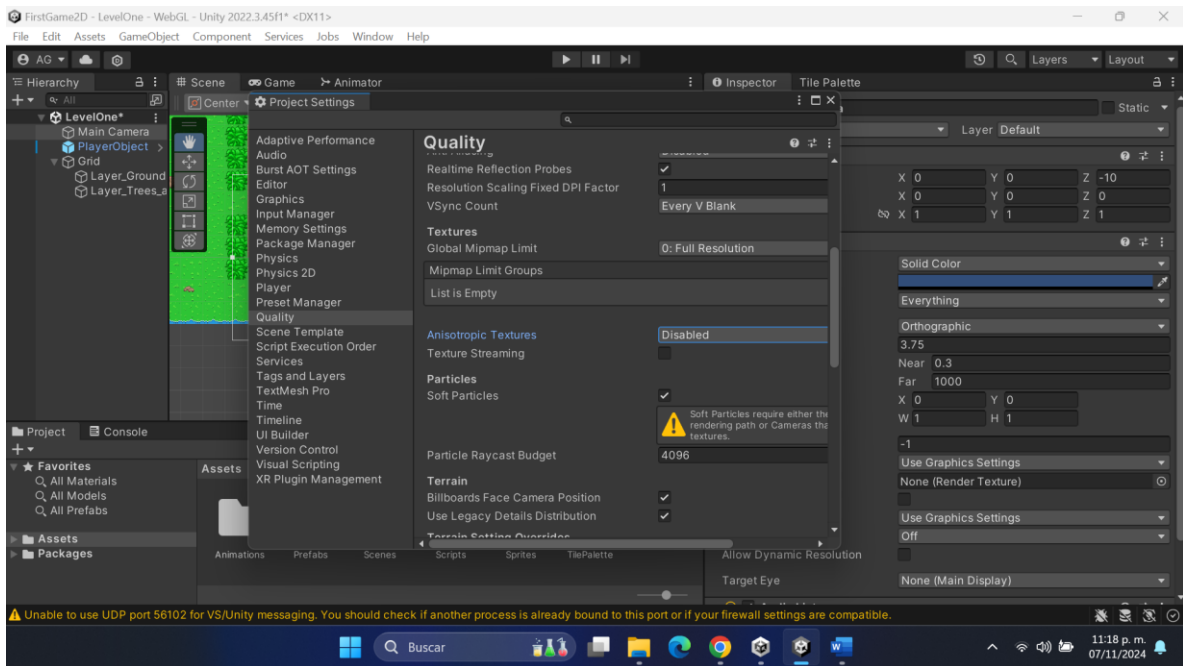 FirstGame2D - LevelOne - WebGL - Unity 2022.3.45f1* <DX11>
File Edit Assets GameObject Component Services Jobs Window Help
AG
Layers Layout
Hierarchy
Scene Game Animator
Inspector Tile Palette
All
Center
Project Settings
Static
LevelOne*
Main Camera
PlayerObject
Grid
Layer_Ground
Layer_Trees_a
Layer Default
Adaptive Performance
Audio
Burst AOT Settings
Editor
Graphics
Input Manager
Memory Settings
Package Manager
Physics
Physics 2D
Player
Preset Manager
Quality
Scene Template
Script Execution Order
Services
Tags and Layers
TextMesh Pro
Time
Timeline
UI Builder
Version Control
Visual Scripting
XR Plugin Management
Quality
Realtime Reflection Probes
Resolution Scaling Fixed DPI Factor 1
VSync Count Every V Blank
Textures
Global Mipmap Limit 0: Full Resolution
Mipmap Limit Groups
List is Empty
Anisotropic Textures Disabled
Texture Streaming
Particles
Soft Particles
Soft Particles require either the
rendering path or Cameras tha
textures.
Particle Raycast Budget 4096
Terrain
Billboards Face Camera Position
Use Legacy Details Distribution
Terrain Setting Overrides
X 0 Y 0 Z -10
X 0 Y 0 Z 0
X 1 Y 1 Z 1
Solid Color
Everything
Orthographic
3.75
Near 0.3
Far 1000
X 0 Y 0
W 1 H 1
-1
Use Graphics Settings
None (Render Texture)
Use Graphics Settings
Off
Allow Dynamic Resolution
Target Eye None (Main Display)
Project Console
Favorites
All Materials
All Models
All Prefabs
Assets
Packages
Assets
Animations Prefabs Scenes Scripts Sprites TilePalette
Unable to use UDP port 56102 for VS/Unity messaging. You should check if another process is already bound to this port or if your firewall settings are compatible.
Buscar
11:18 p. m.
07/11/2024